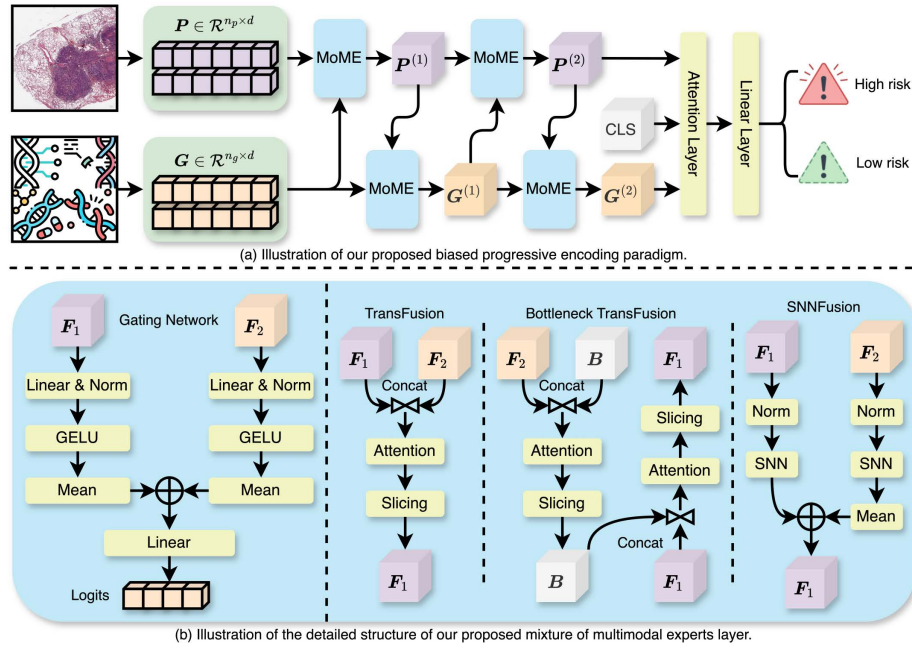 P ∈ R^{n_p×d}
MoME
P^{(1)}
MoME
P^{(2)}
Attention Layer
Linear Layer
High risk
CLS
Low risk
G ∈ R^{n_g×d}
MoME
G^{(1)}
MoME
G^{(2)}
(a) Illustration of our proposed biased progressive encoding paradigm.
F_1
Gating Network
F_2
Linear & Norm
Linear & Norm
GELU
GELU
Mean
Mean
Linear
Logits
TransFusion
F_1
F_2
Concat
Attention
Slicing
F_1
Bottleneck TransFusion
F_2
B
F_1
Concat
Slicing
Attention
Attention
Slicing
Concat
B
F_1
SNNFusion
F_1
F_2
Norm
Norm
SNN
SNN
Mean
F_1
(b) Illustration of the detailed structure of our proposed mixture of multimodal experts layer.